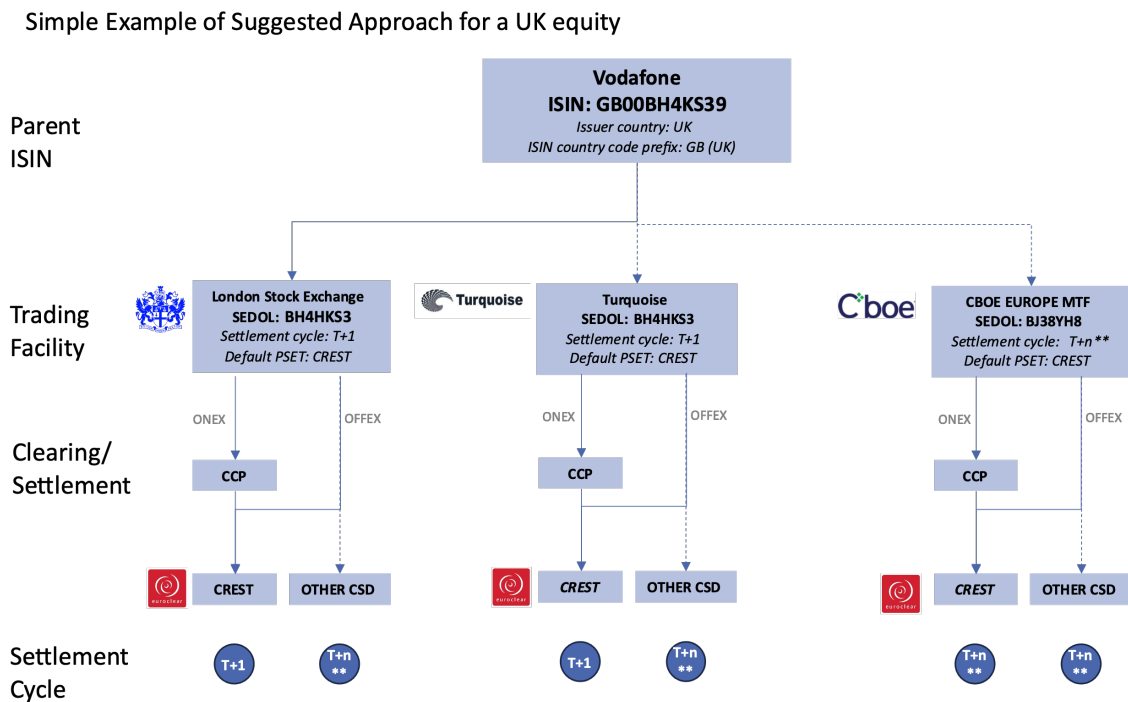 Simple Example of Suggested Approach for a UK equity
Parent
ISIN
Vodafone
ISIN: GB00BH4KS39
Issuer country: UK
ISIN country code prefix: GB (UK)
Trading
Facility
London Stock Exchange
SEDOL: BH4HKS3
Settlement cycle: T+1
Default PSET: CREST
Turquoise
Turquoise
SEDOL: BH4HKS3
Settlement cycle: T+1
Default PSET: CREST
Cboe
CBOE EUROPE MTF
SEDOL: BJ38YH8
Settlement cycle: T+n**
Default PSET: CREST
ONEX
OFFEX
ONEX
OFFEX
ONEX
OFFEX
Clearing/
Settlement
CCP
CCP
CCP
euroclear
CREST
OTHER CSD
euroclear
CREST
OTHER CSD
euroclear
CREST
OTHER CSD
Settlement
Cycle
T+1
T+n
**
T+1
T+n
**
T+n
**
T+n
**